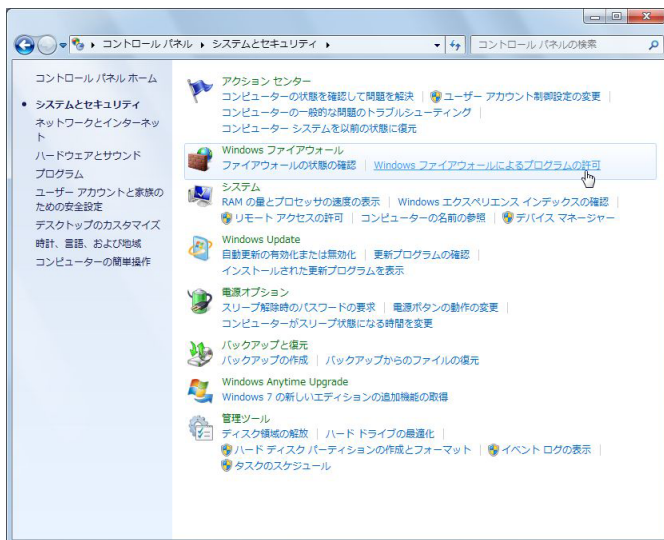 コントロール パネル ▸ システムとセキュリティ ▸
コントロール パネルの検索
コントロール パネル ホーム
システムとセキュリティ
ネットワークとインターネッ
ト
ハードウェアとサウンド
プログラム
ユーザー アカウントと家族の
ための安全設定
デスクトップのカスタマイズ
時計、言語、および地域
コンピューターの簡単操作
アクション センター
コンピューターの状態を確認して問題を解決 | ユーザー アカウント制御設定の変更 |
コンピューターの一般的な問題のトラブルシューティング |
コンピューター システムを以前の状態に復元
Windows ファイアウォール
ファイアウォールの状態の確認 | Windows ファイアウォールによるプログラムの許可
システム
RAM の量とプロセッサの速度の表示 | Windows エクスペリエンス インデックスの確認 |
リモート アクセスの許可 | コンピューターの名前の参照 | デバイス マネージャー
Windows Update
自動更新の有効化または無効化 | 更新プログラムの確認 |
インストールされた更新プログラムを表示
電源オプション
スリープ解除時のパスワードの要求 | 電源ボタンの動作の変更 |
コンピューターがスリープ状態になる時間を変更
バックアップと復元
バックアップの作成 | バックアップからのファイルの復元
Windows Anytime Upgrade
Windows 7 の新しいエディションの追加機能の取得
管理ツール
ディスク領域の解放 | ハード ドライブの最適化 |
ハード ディスク パーティションの作成とフォーマット | イベント ログの表示 |
タスクのスケジュール